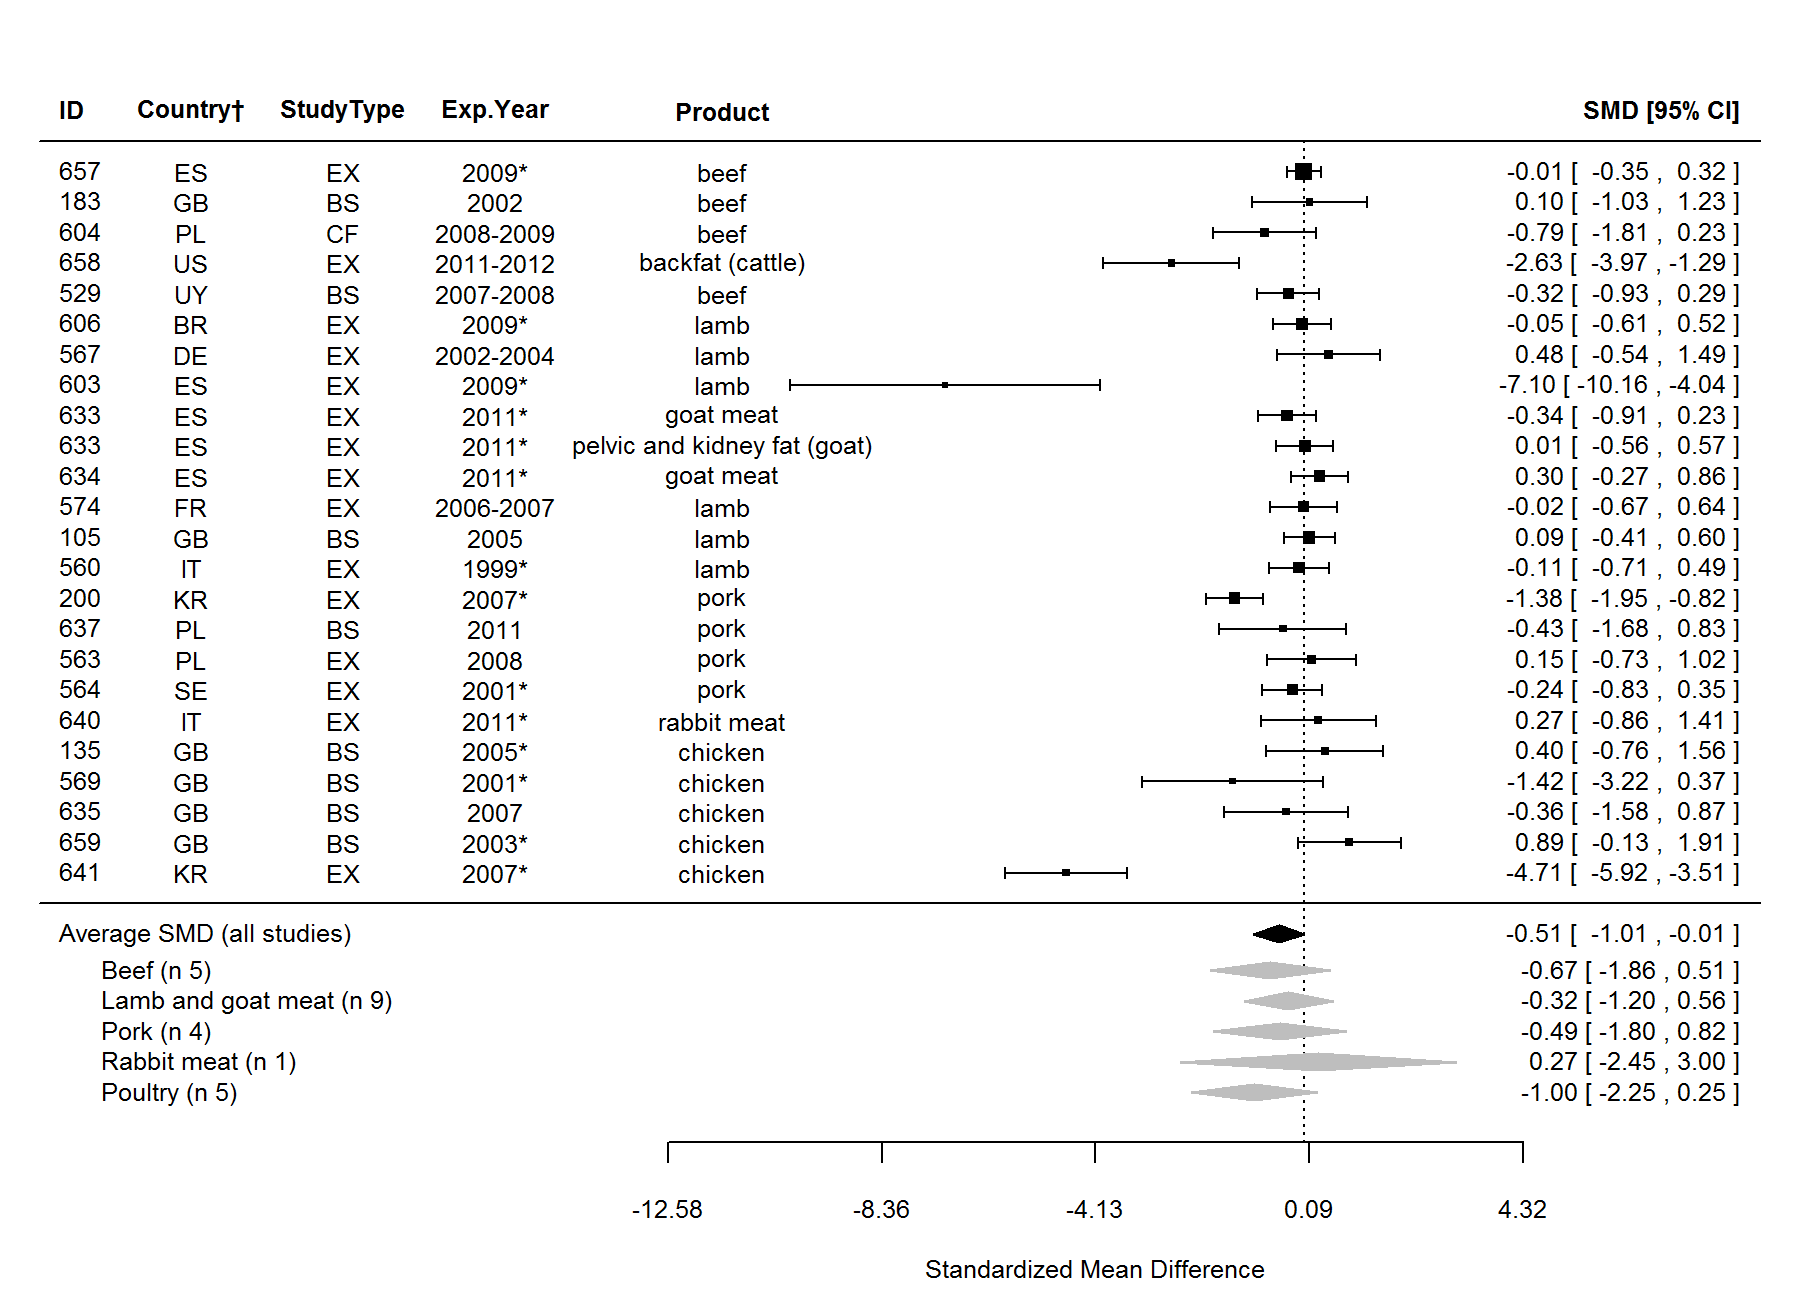 ID Country† StudyType Exp.Year Product SMD [95% CI]
657 ES EX 2009* beef -0.01 [ -0.35 , 0.32 ]
183 GB BS 2002 beef 0.10 [ -1.03 , 1.23 ]
604 PL CF 2008-2009 beef -0.79 [ -1.81 , 0.23 ]
658 US EX 2011-2012 backfat (cattle) -2.63 [ -3.97 , -1.29 ]
529 UY BS 2007-2008 beef -0.32 [ -0.93 , 0.29 ]
606 BR EX 2009* lamb -0.05 [ -0.61 , 0.52 ]
567 DE EX 2002-2004 lamb 0.48 [ -0.54 , 1.49 ]
603 ES EX 2009* lamb -7.10 [ -10.16 , -4.04 ]
633 ES EX 2011* goat meat -0.34 [ -0.91 , 0.23 ]
633 ES EX 2011* pelvic and kidney fat (goat) 0.01 [ -0.56 , 0.57 ]
634 ES EX 2011* goat meat 0.30 [ -0.27 , 0.86 ]
574 FR EX 2006-2007 lamb -0.02 [ -0.67 , 0.64 ]
105 GB BS 2005 lamb 0.09 [ -0.41 , 0.60 ]
560 IT EX 1999* lamb -0.11 [ -0.71 , 0.49 ]
200 KR EX 2007* pork -1.38 [ -1.95 , -0.82 ]
637 PL BS 2011 pork -0.43 [ -1.68 , 0.83 ]
563 PL EX 2008 pork 0.15 [ -0.73 , 1.02 ]
564 SE EX 2001* pork -0.24 [ -0.83 , 0.35 ]
640 IT EX 2011* rabbit meat 0.27 [ -0.86 , 1.41 ]
135 GB BS 2005* chicken 0.40 [ -0.76 , 1.56 ]
569 GB BS 2001* chicken -1.42 [ -3.22 , 0.37 ]
635 GB BS 2007 chicken -0.36 [ -1.58 , 0.87 ]
659 GB BS 2003* chicken 0.89 [ -0.13 , 1.91 ]
641 KR EX 2007* chicken -4.71 [ -5.92 , -3.51 ]
Average SMD (all studies) -0.51 [ -1.01 , -0.01 ]
Beef (n 5) -0.67 [ -1.86 , 0.51 ]
Lamb and goat meat (n 9) -0.32 [ -1.20 , 0.56 ]
Pork (n 4) -0.49 [ -1.80 , 0.82 ]
Rabbit meat (n 1) 0.27 [ -2.45 , 3.00 ]
Poultry (n 5) -1.00 [ -2.25 , 0.25 ]
-12.58 -8.36 -4.13 0.09 4.32
Standardized Mean Difference